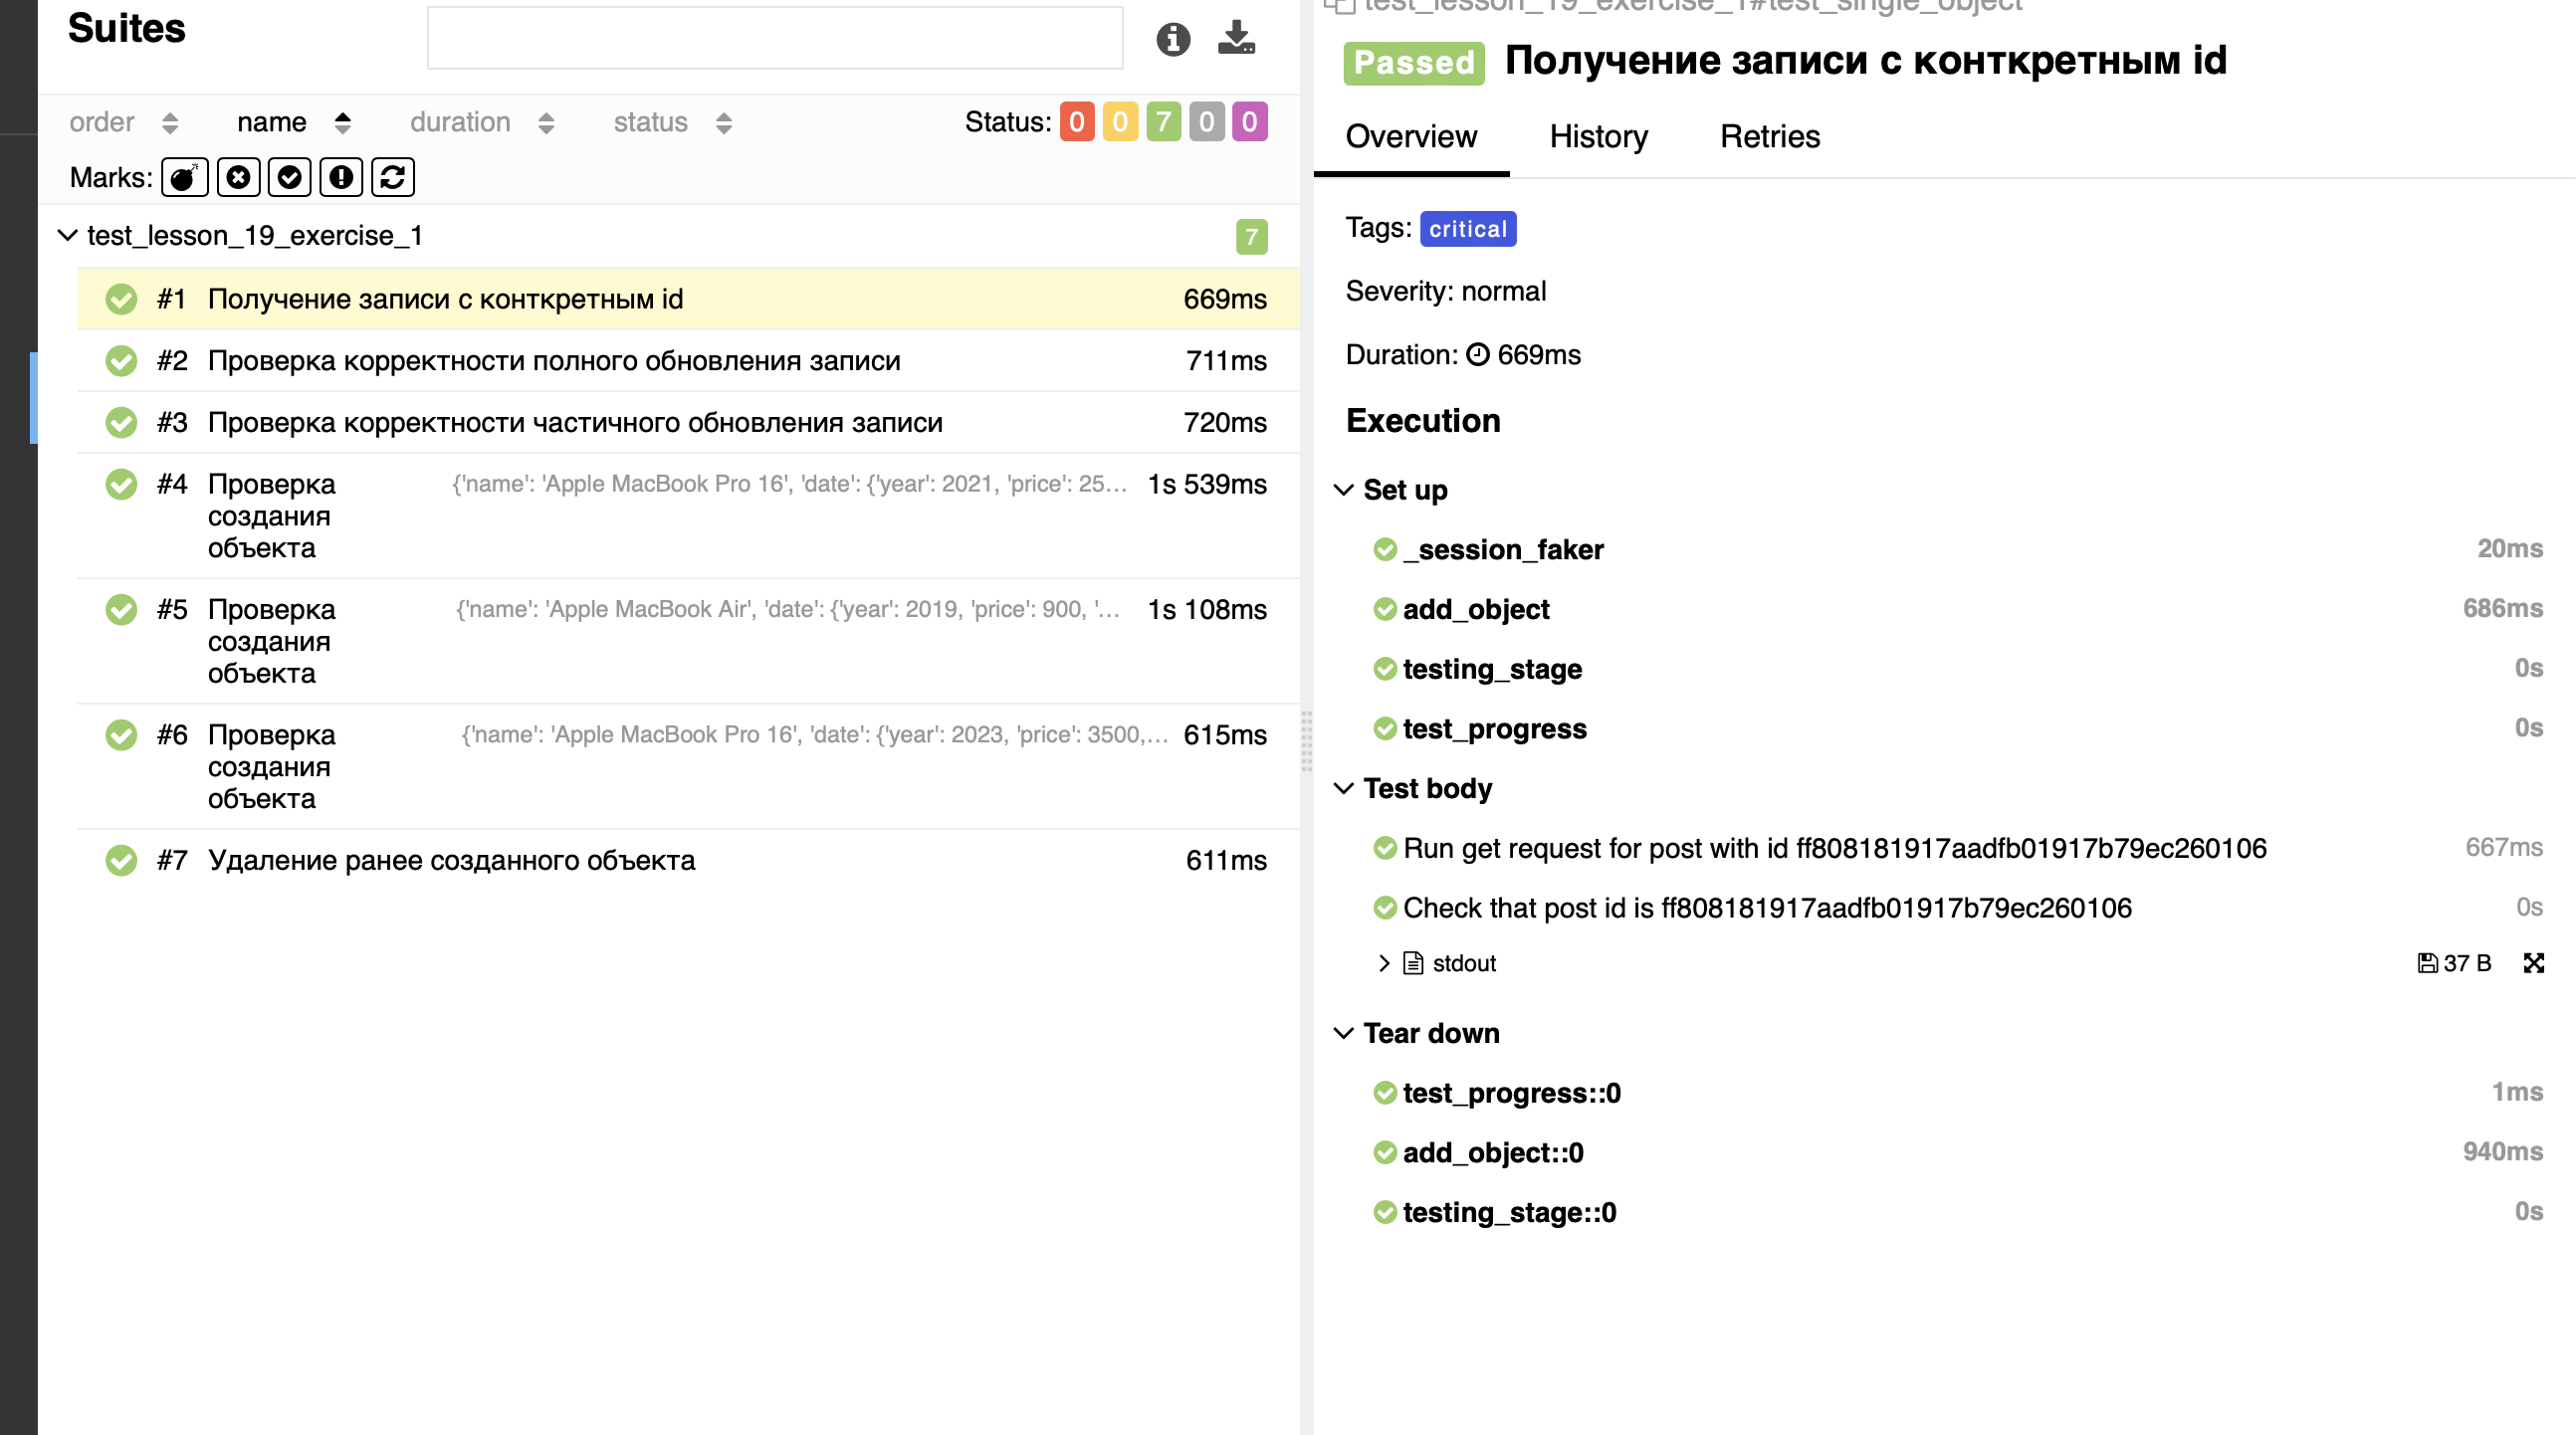 Suites
order name duration status Status: 0 0 7 0 0
Marks:
test_lesson_19_exercise_1 7
#1 Получение записи с конткретным id 669ms
#2 Проверка корректности полного обновления записи 711ms
#3 Проверка корректности частичного обновления записи 720ms
#4 Проверка создания объекта {'name': 'Apple MacBook Pro 16', 'date': {'year': 2021, 'price': 25... 1s 539ms
#5 Проверка создания объекта {'name': 'Apple MacBook Air', 'date': {'year': 2019, 'price': 900, '... 1s 108ms
#6 Проверка создания объекта {'name': 'Apple MacBook Pro 16', 'date': {'year': 2023, 'price': 3500,... 615ms
#7 Удаление ранее созданного объекта 611ms
test_lesson_19_exercise_1#test_single_object
Passed Получение записи с конткретным id
Overview History Retries
Tags: critical
Severity: normal
Duration: 669ms
Execution
Set up
_session_faker 20ms
add_object 686ms
testing_stage 0s
test_progress 0s
Test body
Run get request for post with id ff808181917aadfb01917b79ec260106 667ms
Check that post id is ff808181917aadfb01917b79ec260106 0s
stdout 37 B
Tear down
test_progress::0 1ms
add_object::0 940ms
testing_stage::0 0s